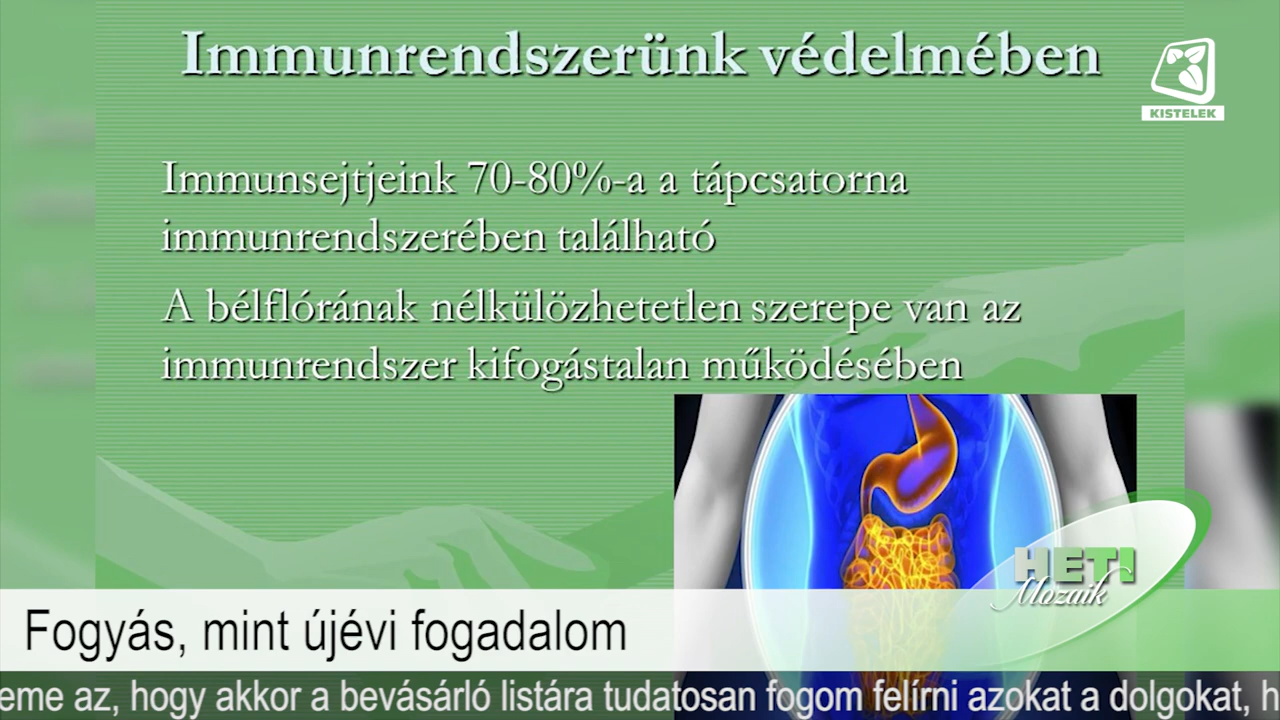 Immunrendszerünk védelmében
KISTELEK
Immunsejtjeink 70-80%-a a tápcsatorna
immunrendszerében található
A bélflórának nélkülözhetetlen szerepe van az
immunrendszer kifogástalan működésében
HETI
Mozaik
Fogyás, mint újévi fogadalom
eme az, hogy akkor a bevásárló listára tudatosan fogom felírni azokat a dolgokat, h